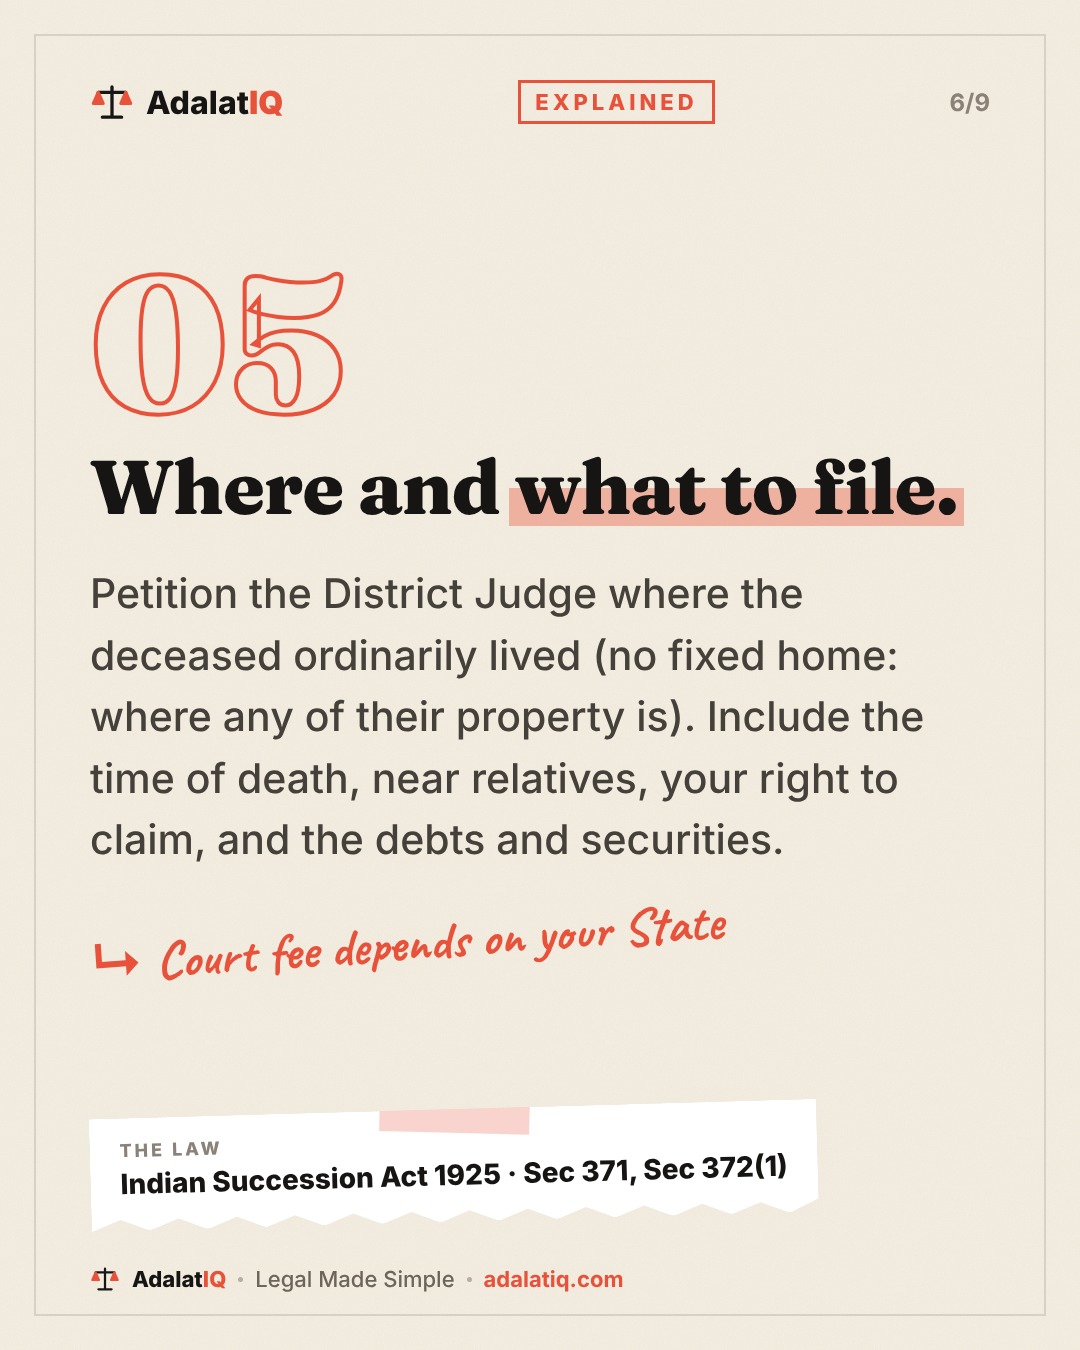 AdalatIQ
EXPLAINED
6/9
05
Where and what to file.
Petition the District Judge where the
deceased ordinarily lived (no fixed home:
where any of their property is). Include the
time of death, near relatives, your right to
claim, and the debts and securities.
↳ Court fee depends on your State
THE LAW
Indian Succession Act 1925 · Sec 371, Sec 372(1)
AdalatIQ • Legal Made Simple • adalatiq.com